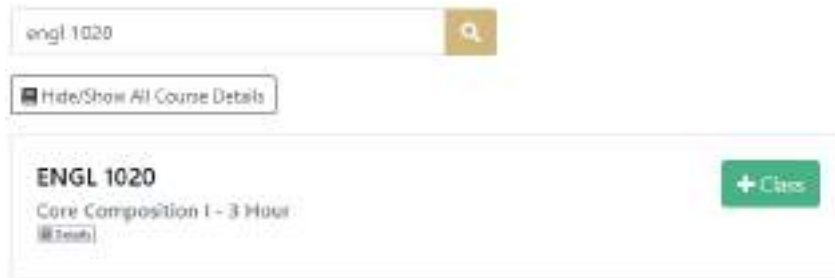 engl 1020
Hide/Show All Course Details
ENGL 1020
+ Class
Core Composition I - 3 Hour
Details